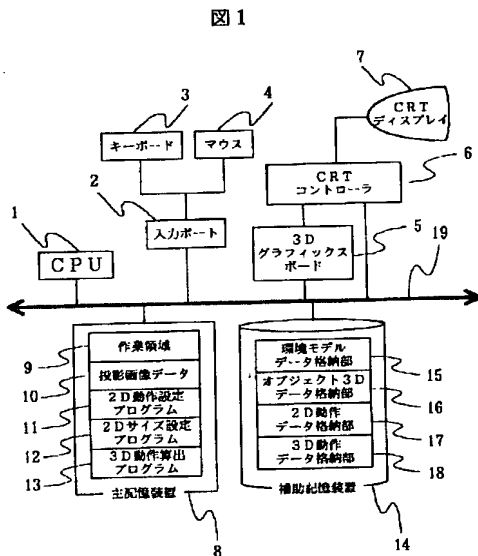 図1
7
CRT
ディスプレイ
3
4
キーボード
マウス
6
CRT
コントローラ
2
入力ポート
1
CPU
3D
グラフィックス
ボード
5
19
9
作業領域
10
投影画像データ
11
2D動作設定
プログラム
12
2Dサイズ設定
プログラム
13
3D動作算出
プログラム
主記憶装置
8
環境モデル
データ格納部
15
オブジェクト3D
データ格納部
16
2D動作
データ格納部
17
3D動作
データ格納部
18
補助記憶装置
14